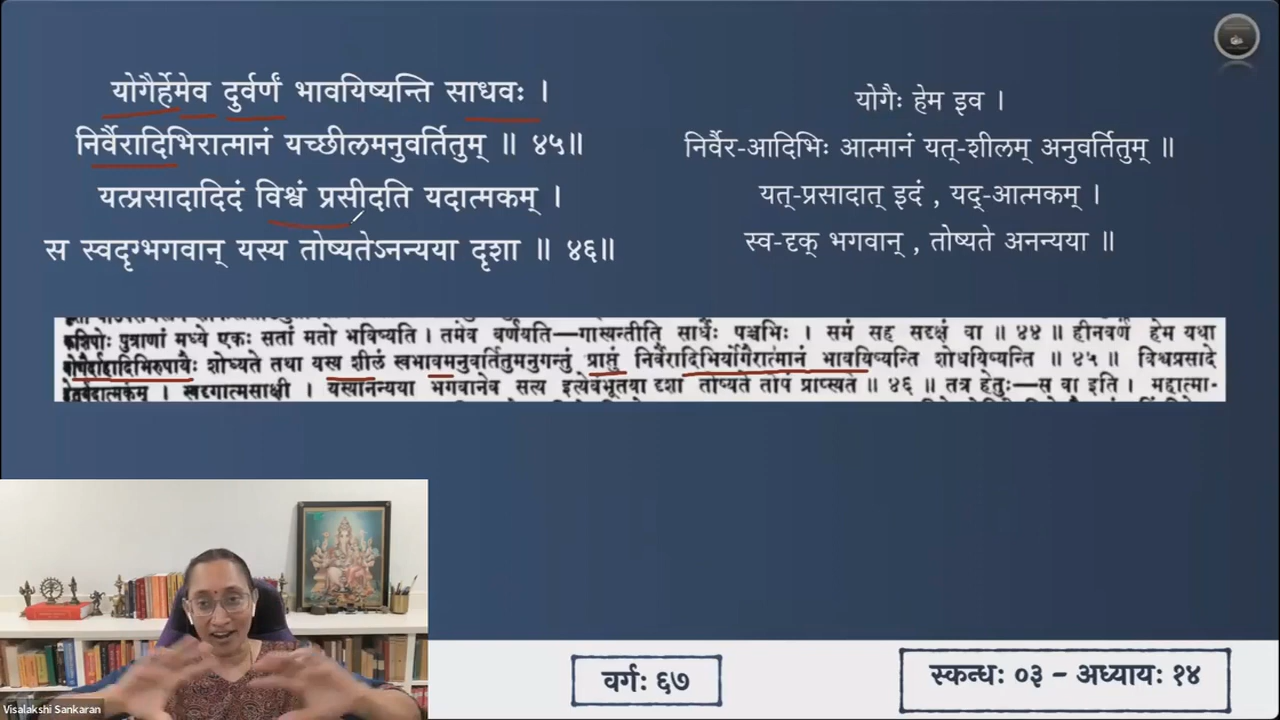 योगैर्हेमेव दुर्वर्णं भावयिष्यन्ति साधवः ।
निर्वैरादिभिरात्मानं यच्छीलमनुवर्तितुम् ॥ ४५॥
यत्प्रसादादिदं विश्वं प्रसीदति यदात्मकम् ।
स स्वदृग्भगवान् यस्य तोष्यतेऽनन्यया दृशा ॥ ४६॥
योगैः हेम इव ।
निर्वैर-आदिभिः आत्मानं यत्-शीलम् अनुवर्तितुम् ॥
यत्-प्रसादात् इदं , यद्-आत्मकम् ।
स्व-दृक् भगवान् , तोष्यते अनन्यया ॥
कशिपोः पुत्राणां मध्ये एकः सतां मतो भविष्यति । तमेव वर्णयति—गास्यन्तीति सार्धैः पञ्चभिः । समं सह सदृक्षं वा ॥ ४४ ॥ हीनवर्णं हेम यथा
शोध्यते तथा यस्य शीलं स्वभावमनुवर्तितुमनुगन्तुं प्राप्तुं निर्वैरादिभिर्योगैरात्मानं भावयिष्यन्ति शोधयिष्यन्ति ॥ ४५ ॥ विश्वप्रसादे
हेतुर्यदात्मकम् । स्वदृगात्मसाक्षी । यस्यानन्यया भगवानेव सत्य इत्येवंभूतया दृशा तोष्यते तोषं प्राप्स्यति ॥ ४६ ॥ तत्र हेतुः—स वा इति । महात्मा-
Visalakshi Sankaran
वर्गः ६७
स्कन्धः ०३ – अध्यायः १४